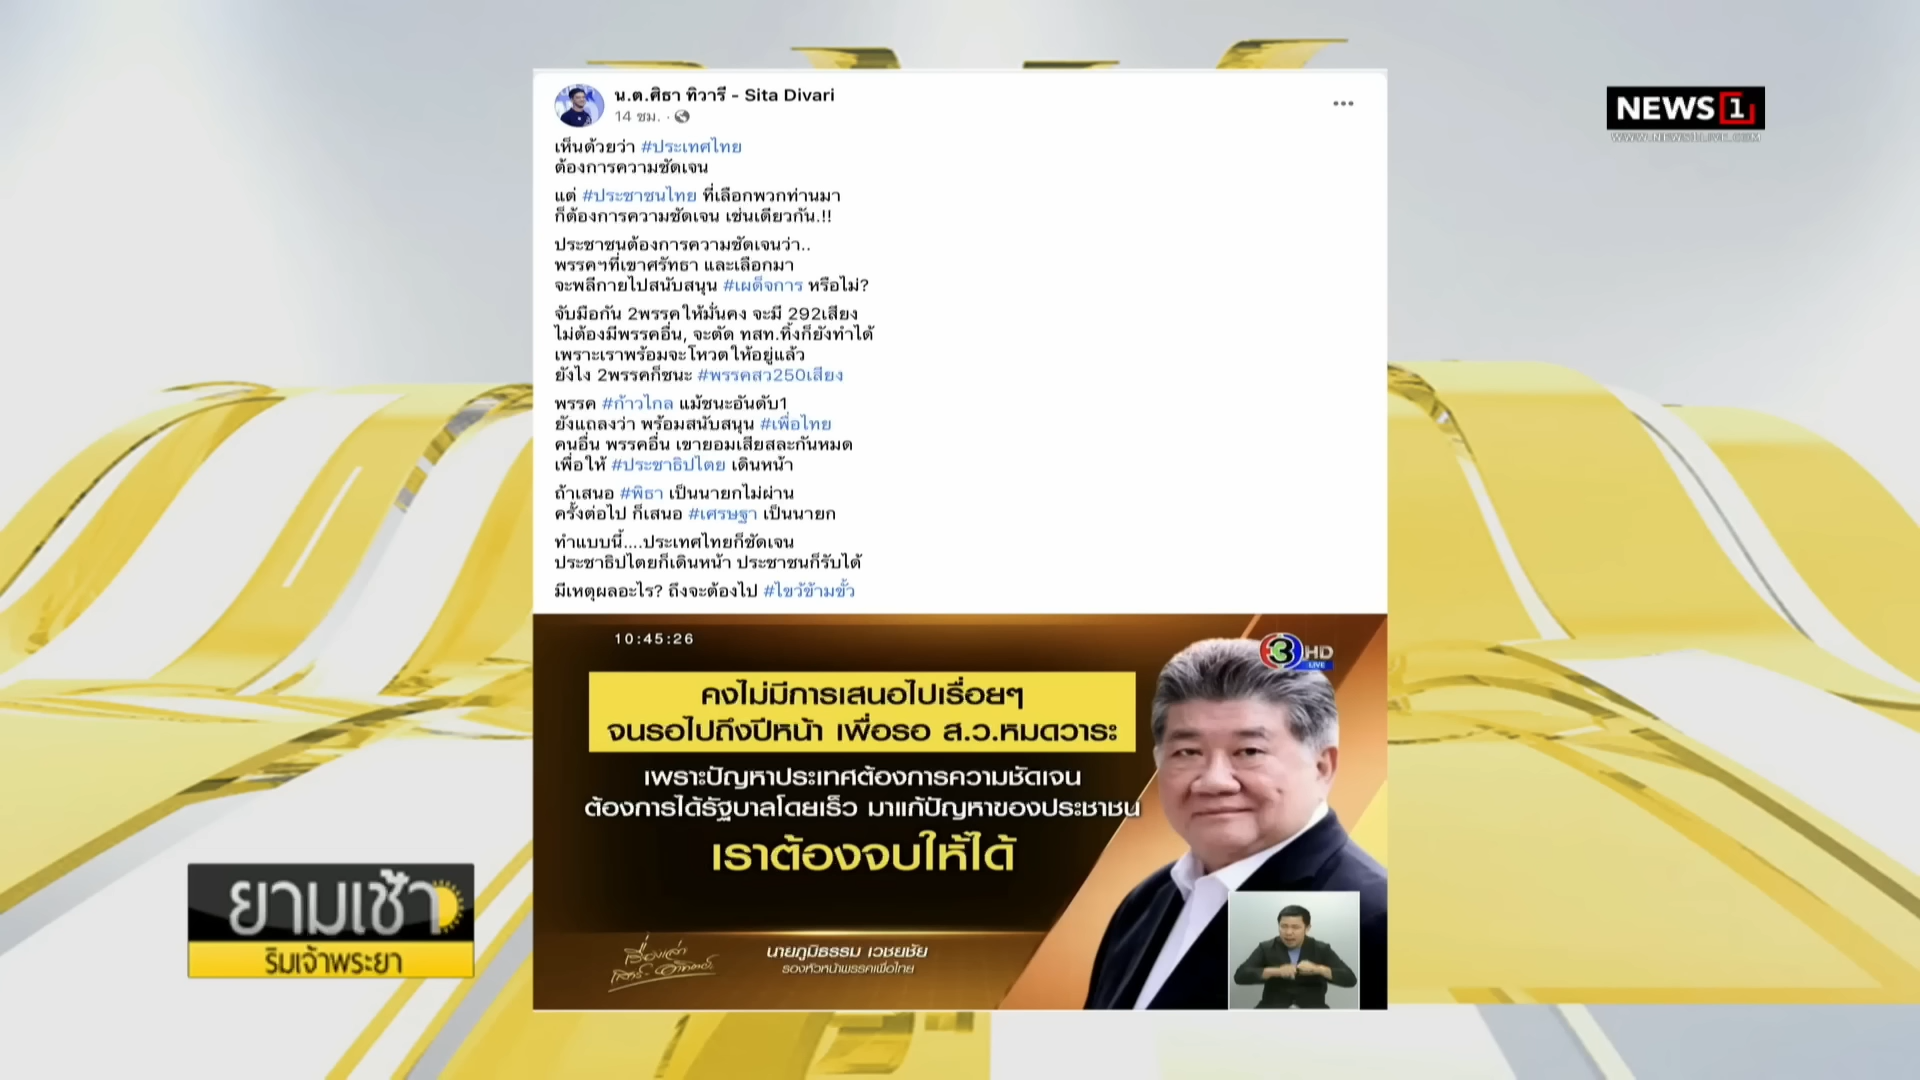 น.ต.ศิธา ทิวารี - Sita Divari
14 ชม. ·
เห็นด้วยว่า #ประเทศไทย
ต้องการความชัดเจน
แต่ #ประชาชนไทย ที่เลือกพวกท่านมา
ก็ต้องการความชัดเจน เช่นเดียวกัน.!!
ประชาชนต้องการความชัดเจนว่า..
พรรคฯที่เขาศรัทธา และเลือกมา
จะพลีกายไปสนับสนุน #เผด็จการ หรือไม่?
จับมือกัน 2พรรคให้มั่นคง จะมี 292เสียง
ไม่ต้องมีพรรคอื่น, จะตัด ทสท.ทิ้งก็ยังทำได้
เพราะเราพร้อมจะโหวตให้อยู่แล้ว
ยังไง 2พรรคก็ชนะ #พรรคสว250เสียง
พรรค #ก้าวไกล แม้ชนะอันดับ1
ยังแถลงว่า พร้อมสนับสนุน #เพื่อไทย
คนอื่น พรรคอื่น เขายอมเสียสละกันหมด
เพื่อให้ #ประชาธิปไตย เดินหน้า
ถ้าเสนอ #พิธา เป็นนายกไม่ผ่าน
ครั้งต่อไป ก็เสนอ #เศรษฐา เป็นนายก
ทำแบบนี้....ประเทศไทยก็ชัดเจน
ประชาธิปไตยก็เดินหน้า ประชาชนก็รับได้
มีเหตุผลอะไร? ถึงจะต้องไป #ไขว้ข้ามขั้ว
NEWS 1
WWW.NEWS1LIVE.COM
10:45:26
3 HD
LIVE
คงไม่มีการเสนอไปเรื่อยๆ
จนรอไปถึงปีหน้า เพื่อรอ ส.ว.หมดวาระ
เพราะปัญหาประเทศต้องการความชัดเจน
ต้องการได้รัฐบาลโดยเร็ว มาแก้ปัญหาของประชาชน
เราต้องจบให้ได้
เรื่องเล่า
เสาร์-อาทิตย์
นายภูมิธรรม เวชยชัย
รองหัวหน้าพรรคเพื่อไทย
ยามเช้า
ริมเจ้าพระยา